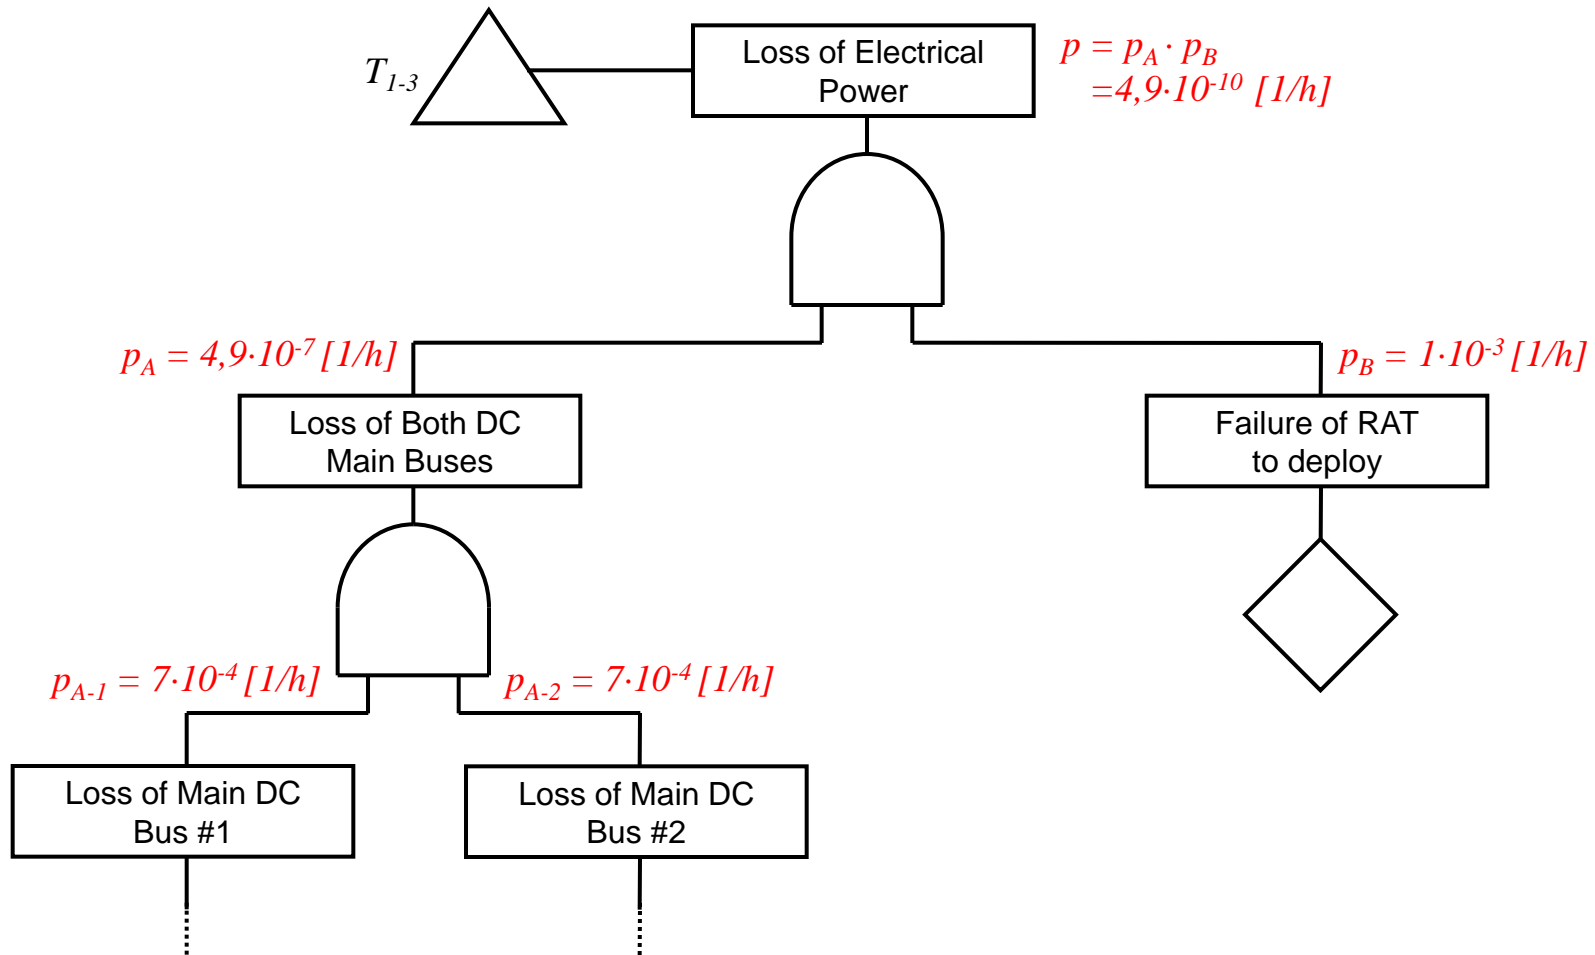 T1-3
Loss of Electrical
Power
p = pA · pB
=4,9·10-10 [1/h]
pA = 4,9·10-7 [1/h]
pB = 1·10-3 [1/h]
Loss of Both DC
Main Buses
Failure of RAT
to deploy
pA-1 = 7·10-4 [1/h]
pA-2 = 7·10-4 [1/h]
Loss of Main DC
Bus #1
Loss of Main DC
Bus #2